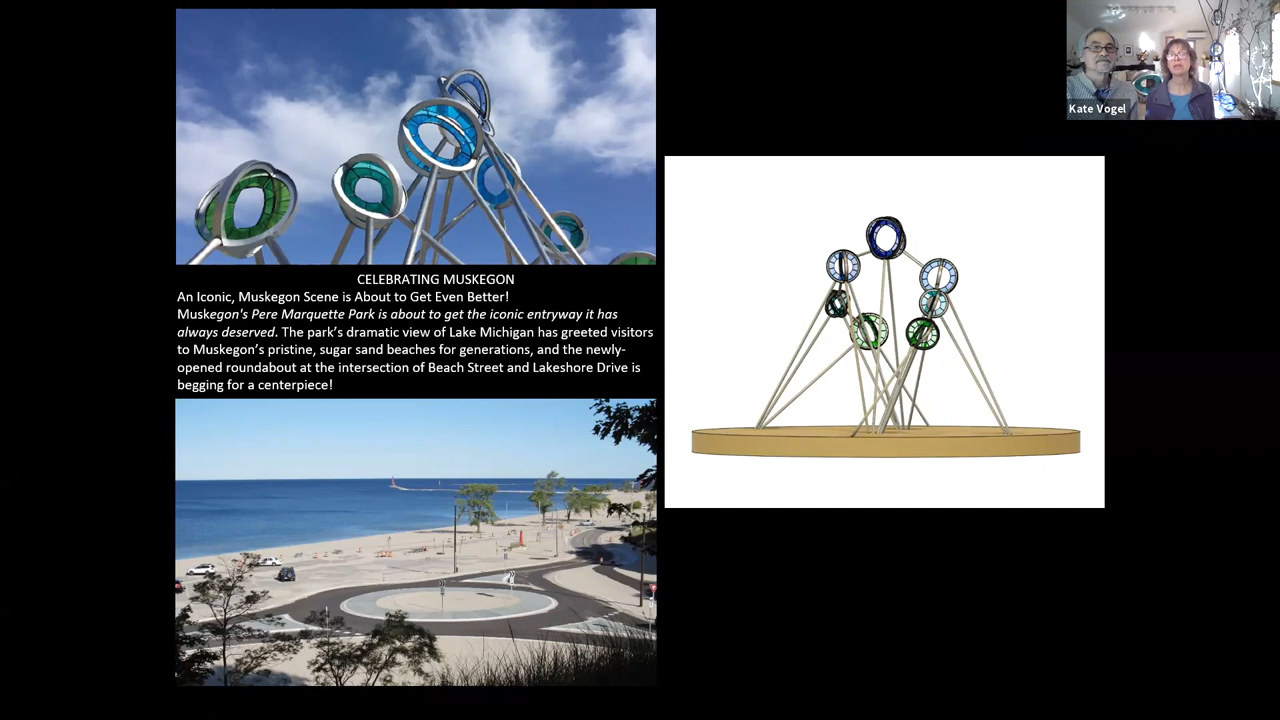 Kate Vogel
CELEBRATING MUSKEGON
An Iconic, Muskegon Scene is About to Get Even Better!
Muskegon's Pere Marquette Park is about to get the iconic entryway it has
always deserved. The park's dramatic view of Lake Michigan has greeted visitors
to Muskegon's pristine, sugar sand beaches for generations, and the newly-
opened roundabout at the intersection of Beach Street and Lakeshore Drive is
begging for a centerpiece!